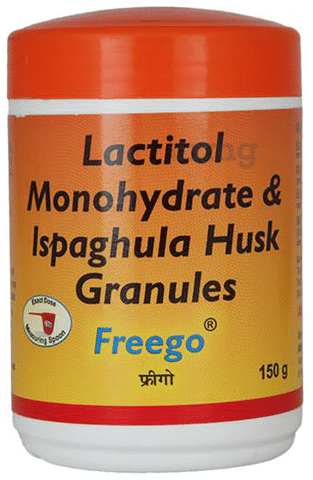 Lactitol
Monohydrate &
Ispaghula Husk
Granules
Exact Dose
Measuring Spoon
Freego®
फ्रीगो
150 g